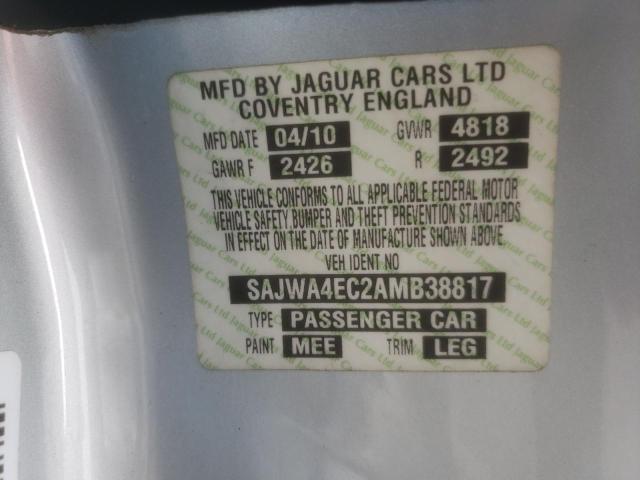 MFD BY JAGUAR CARS LTD
COVENTRY ENGLAND
MFD DATE 04/10 GVWR 4818
GAWR F 2426 R 2492
THIS VEHICLE CONFORMS TO ALL APPLICABLE FEDERAL MOTOR
VEHICLE SAFETY BUMPER AND THEFT PREVENTION STANDARDS
IN EFFECT ON THE DATE OF MANUFACTURE SHOWN ABOVE
VEH IDENT NO
SAJWA4EC2AMB38817
TYPE PASSENGER CAR
PAINT MEE TRIM LEG